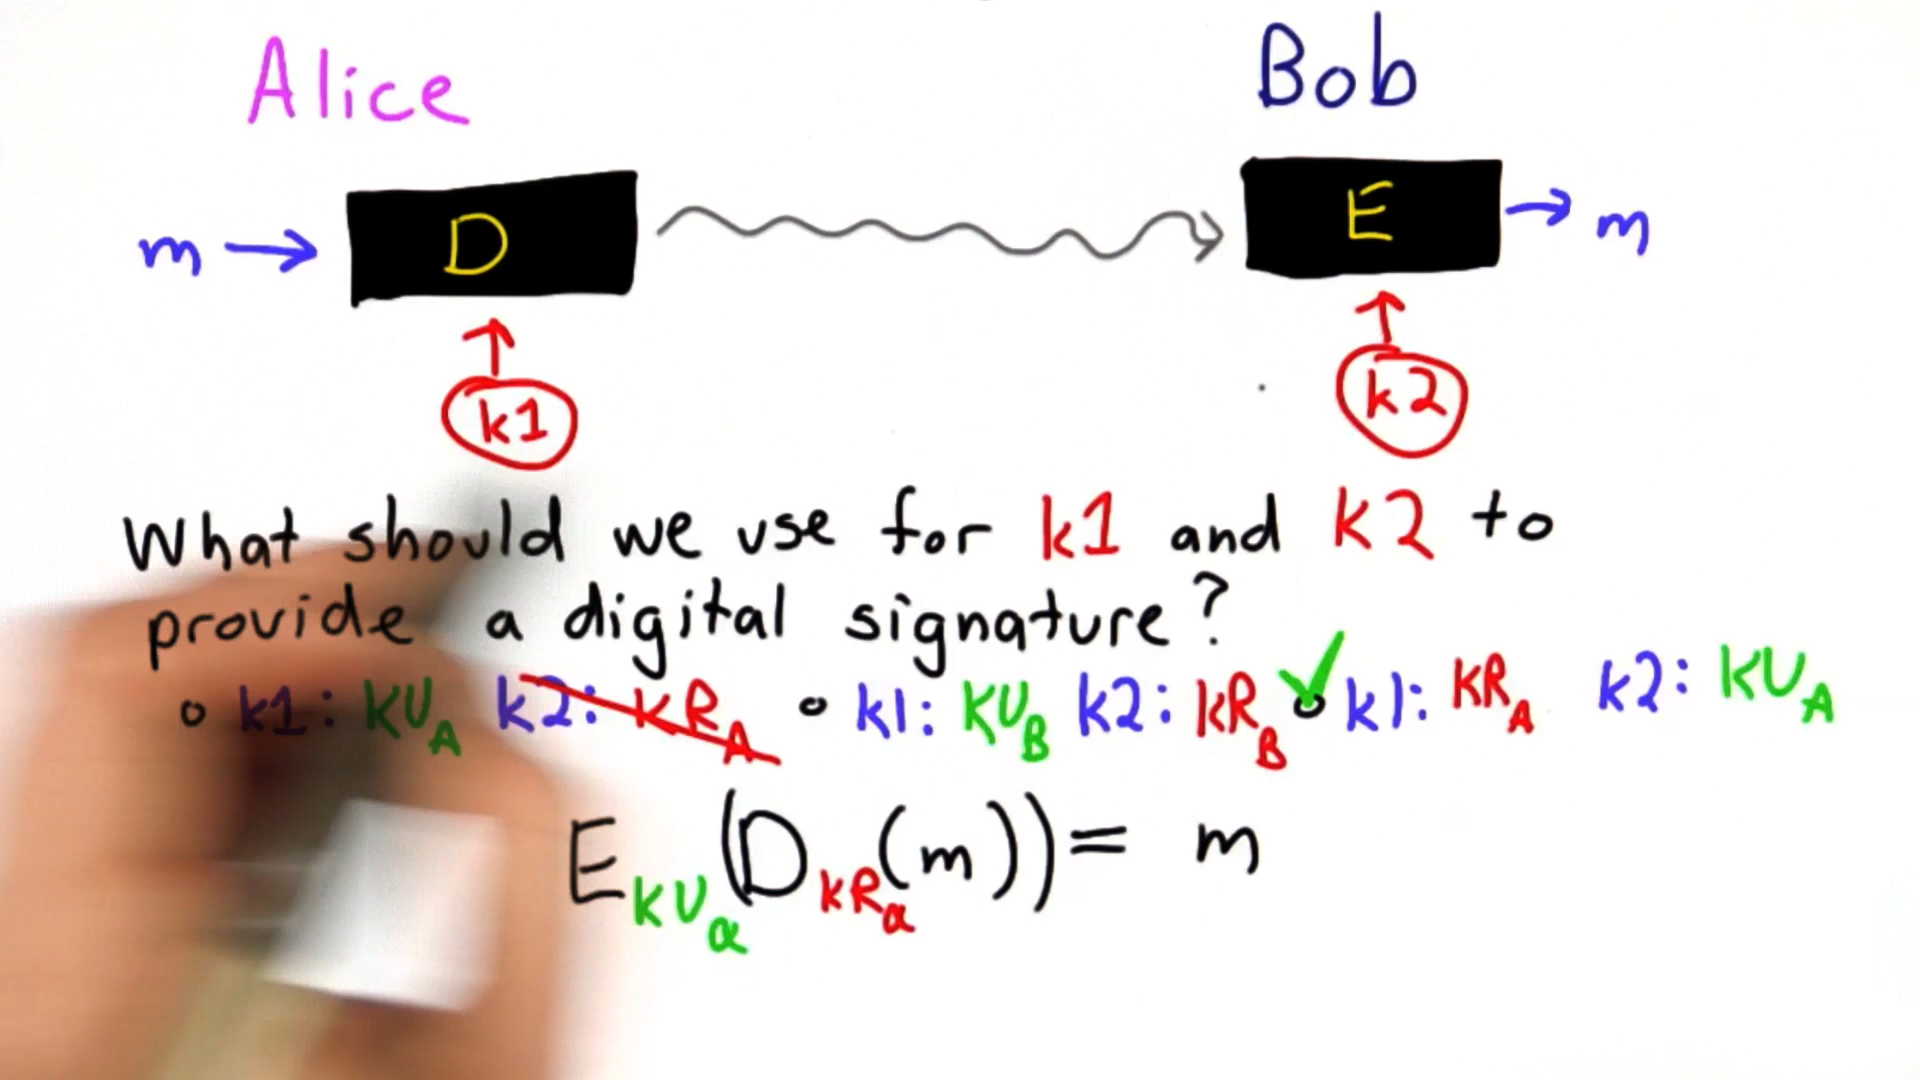 Alice Bob
m D E m
k1 k2
What should we use for k1 and k2 to
provide a digital signature?
k1: KUA k2: KRA k1: KUB k2: KRB k1: KRA k2: KUA
EKUα(DKRα(m)) = m